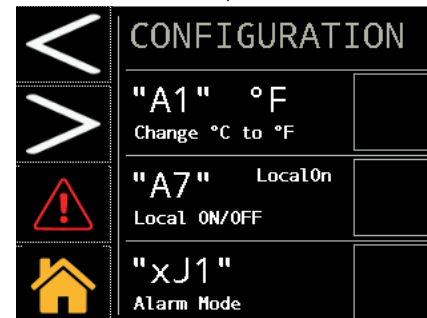 CONFIGURATION
"A1" °F
Change °C to °F
"A7" LocalOn
Local ON/OFF
"xJ1"
Alarm Mode